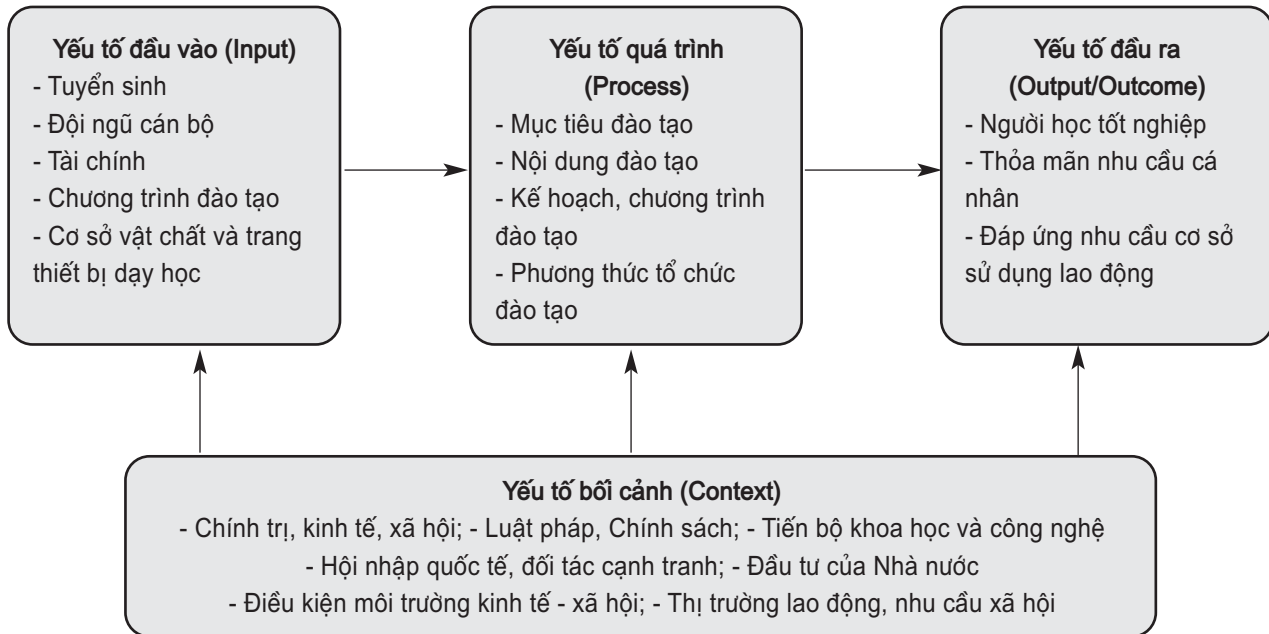 Yếu tố đầu vào (Input)
- Tuyển sinh
- Đội ngũ cán bộ
- Tài chính
- Chương trình đào tạo
- Cơ sở vật chất và trang
thiết bị dạy học
Yếu tố quá trình
(Process)
- Mục tiêu đào tạo
- Nội dung đào tạo
- Kế hoạch, chương trình
đào tạo
- Phương thức tổ chức
đào tạo
Yếu tố đầu ra
(Output/Outcome)
- Người học tốt nghiệp
- Thỏa mãn nhu cầu cá
nhân
- Đáp ứng nhu cầu cơ sở
sử dụng lao động
Yếu tố bối cảnh (Context)
- Chính trị, kinh tế, xã hội; - Luật pháp, Chính sách; - Tiến bộ khoa học và công nghệ
- Hội nhập quốc tế, đối tác cạnh tranh; - Đầu tư của Nhà nước
- Điều kiện môi trường kinh tế - xã hội; - Thị trường lao động, nhu cầu xã hội